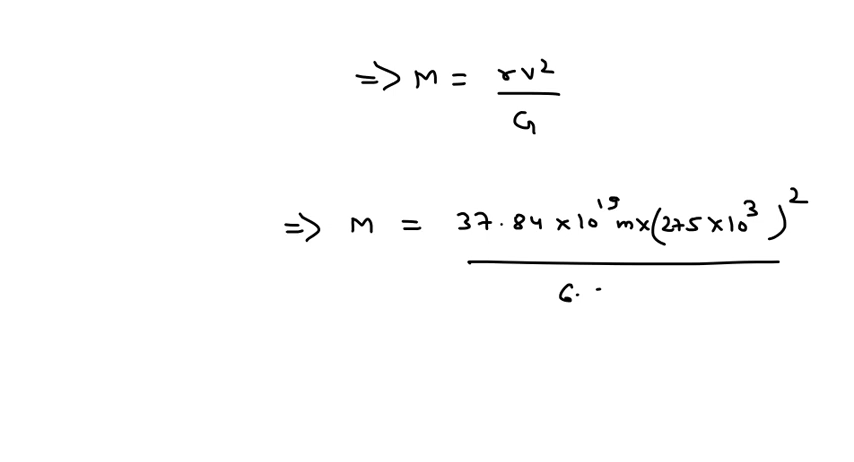 => M = rv²/G
=> M = 37.84 × 10¹⁹ m × (275 × 10³)² / 6.